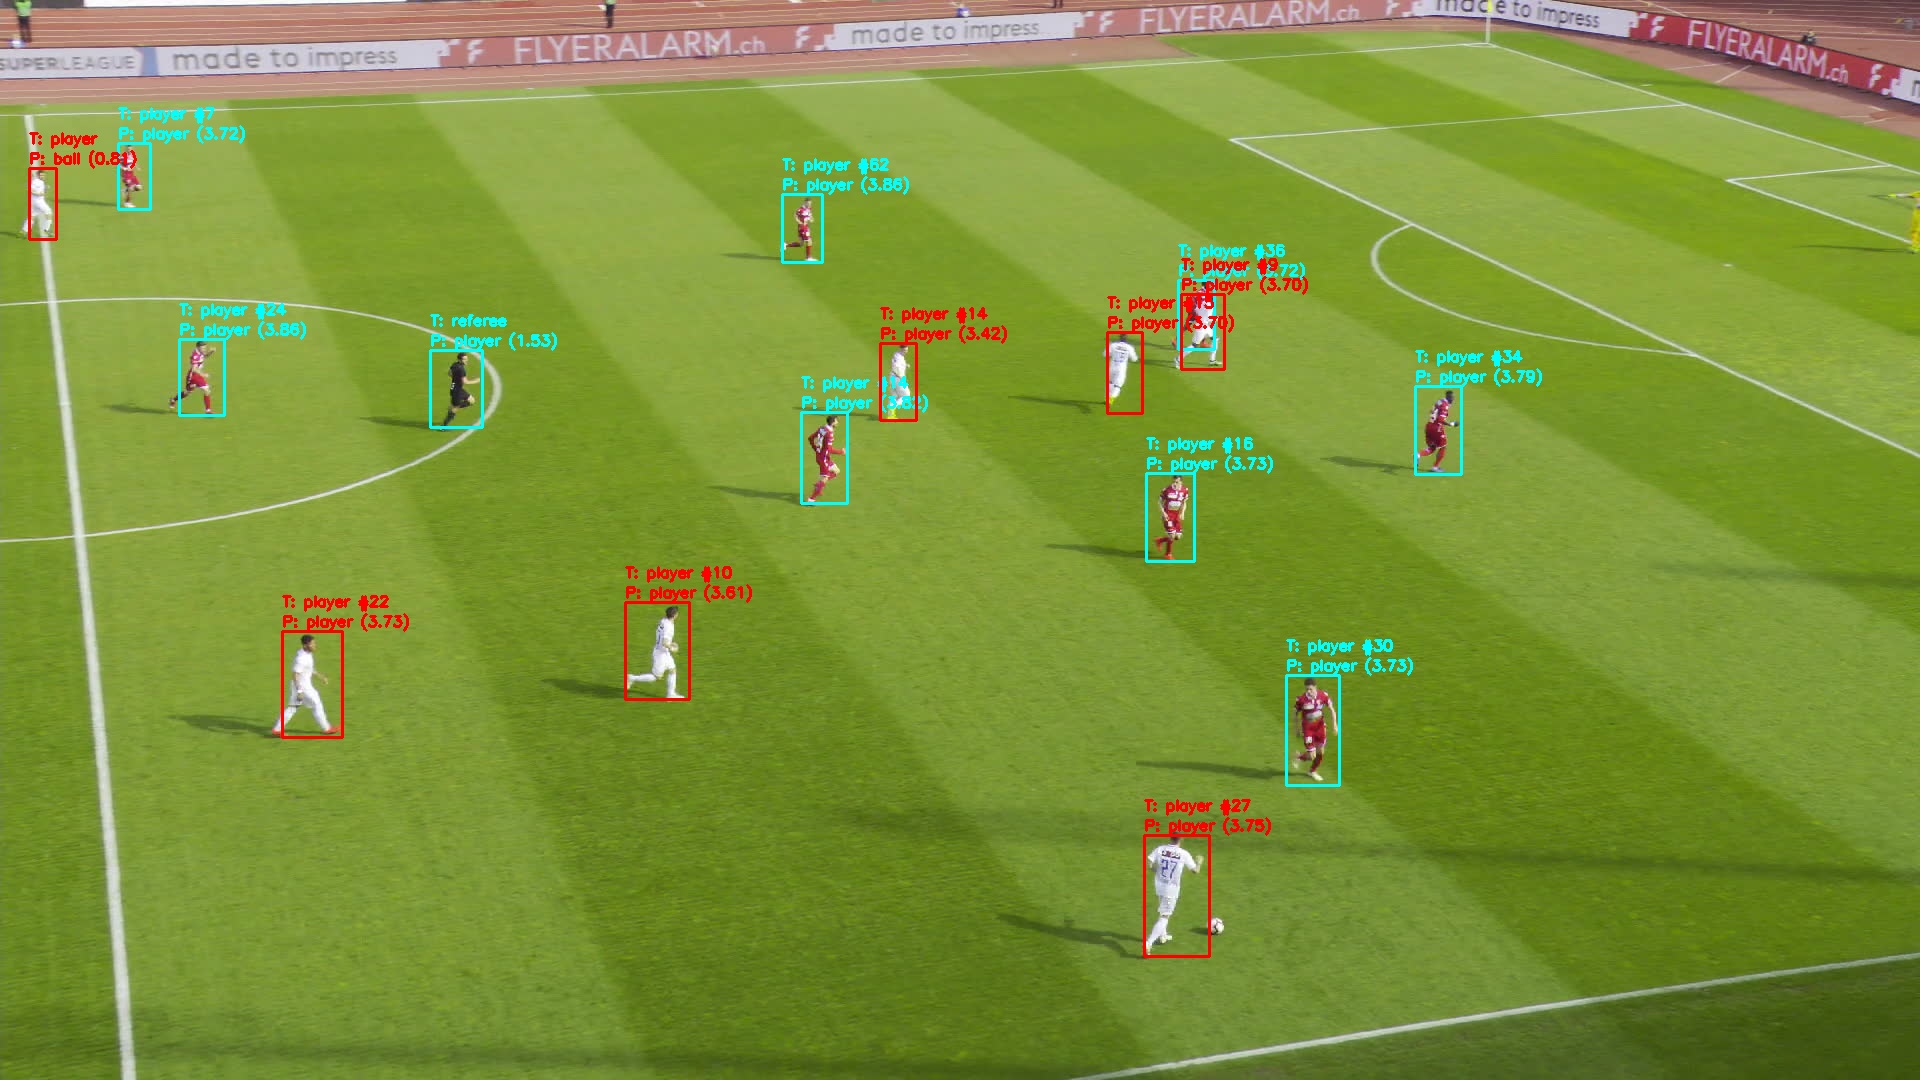 made to impress
SUPERLEAGUE
made to impress
FLYERALARM.ch
made to impress
FLYERALARM.ch
FLYERALARM.ch
T: player #7
P: player (3.72)
T: player
P: ball (0.81)
T: player #62
P: player (3.86)
T: player #36
T: player #9
P: player (3.70)
T: player #24
P: player (3.86)
T: referee
P: player (1.53)
T: player #14
P: player (3.42)
T: player
P: player (3.70)
T: player #34
P: player (3.79)
T: player
P: player
T: player #16
P: player (3.73)
T: player #22
P: player (3.73)
T: player #10
P: player (3.61)
T: player #30
P: player (3.73)
T: player #27
P: player (3.75)
27